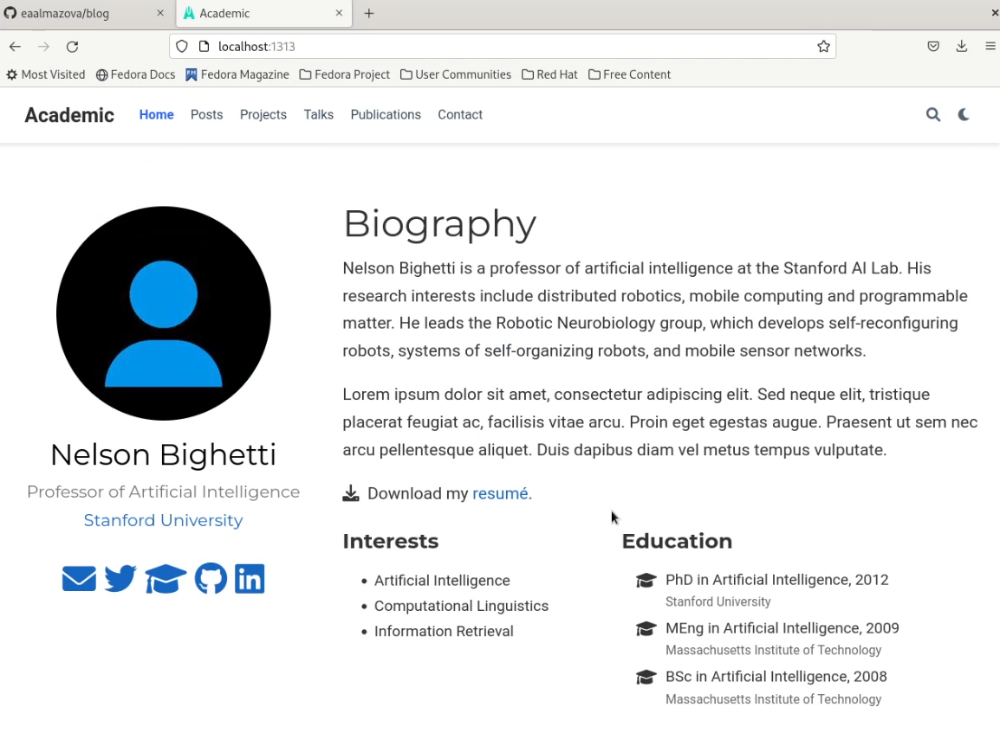 eaalmazova/blog
Academic
localhost:1313
Most Visited Fedora Docs Fedora Magazine Fedora Project User Communities Red Hat Free Content
Academic Home Posts Projects Talks Publications Contact
Biography
Nelson Bighetti is a professor of artificial intelligence at the Stanford AI Lab. His
research interests include distributed robotics, mobile computing and programmable
matter. He leads the Robotic Neurobiology group, which develops self-reconfiguring
robots, systems of self-organizing robots, and mobile sensor networks.
Lorem ipsum dolor sit amet, consectetur adipiscing elit. Sed neque elit, tristique
placerat feugiat ac, facilisis vitae arcu. Proin eget egestas augue. Praesent ut sem nec
arcu pellentesque aliquet. Duis dapibus diam vel metus tempus vulputate.
Download my resumé.
Nelson Bighetti
Professor of Artificial Intelligence
Stanford University
in
Interests
Artificial Intelligence
Computational Linguistics
Information Retrieval
Education
PhD in Artificial Intelligence, 2012
Stanford University
MEng in Artificial Intelligence, 2009
Massachusetts Institute of Technology
BSc in Artificial Intelligence, 2008
Massachusetts Institute of Technology